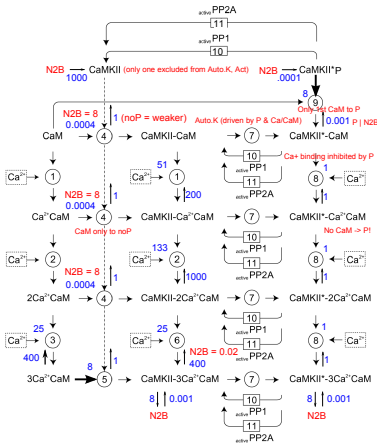 active PP2A
11
active PP1
10
N2B CaMKII (only one excluded from Auto.K, Act) N2B CaMKII*P
1000 .0001
8 9
Only 1st CaM to P
N2B = 8 1 (noP = weaker) Auto.K (driven by P & Ca/CaM) 0.001 P | N2B
0.0004
CaM 4 CaMKII-CaM 7 CaMKII*-CaM
10
active PP1 Ca+ binding inhibited by P
51 11 1
Ca2+ 1 N2B = 8 Ca2+ 1 active PP2A 8 Ca2+
0.0004 1 200 1
Ca2+CaM 4 CaMKII-Ca2+CaM 7 CaMKII*-Ca2+CaM
CaM only to noP 10 No CaM -> P!
active PP1
133 11 1
Ca2+ 2 N2B = 8 Ca2+ 2 active PP2A 8 Ca2+
0.0004 1 1000 1
2Ca2+CaM 4 CaMKII-2Ca2+CaM 7 CaMKII*-2Ca2+CaM
10
active PP1
25 25 11 1
Ca2+ 3 Ca2+ 6 N2B = 0.02 active PP2A 8 Ca2+
400 8 1 400 1
3Ca2+CaM 5 CaMKII-3Ca2+CaM 7 CaMKII*-3Ca2+CaM
8 0.001 10 8 0.001
active PP1
N2B 11 N2B
active PP2A